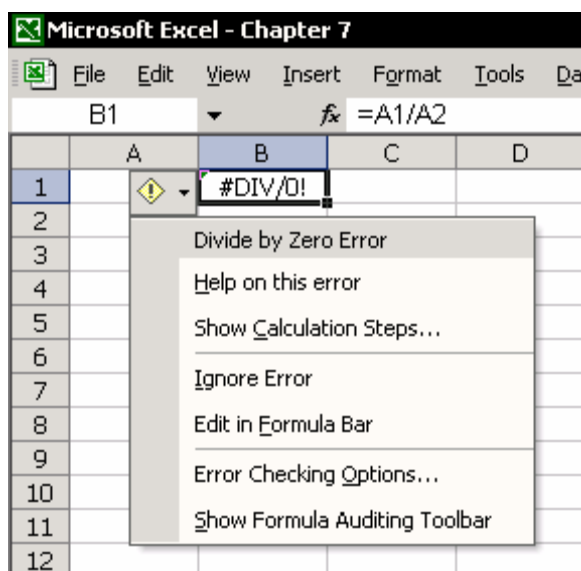 Microsoft Excel - Chapter 7
File Edit View Insert Format Tools Da
B1 fx =A1/A2
A B C D
1 #DIV/0!
2
3
4
5
6
7
8
9
10
11
12
Divide by Zero Error
Help on this error
Show Calculation Steps...
Ignore Error
Edit in Formula Bar
Error Checking Options...
Show Formula Auditing Toolbar